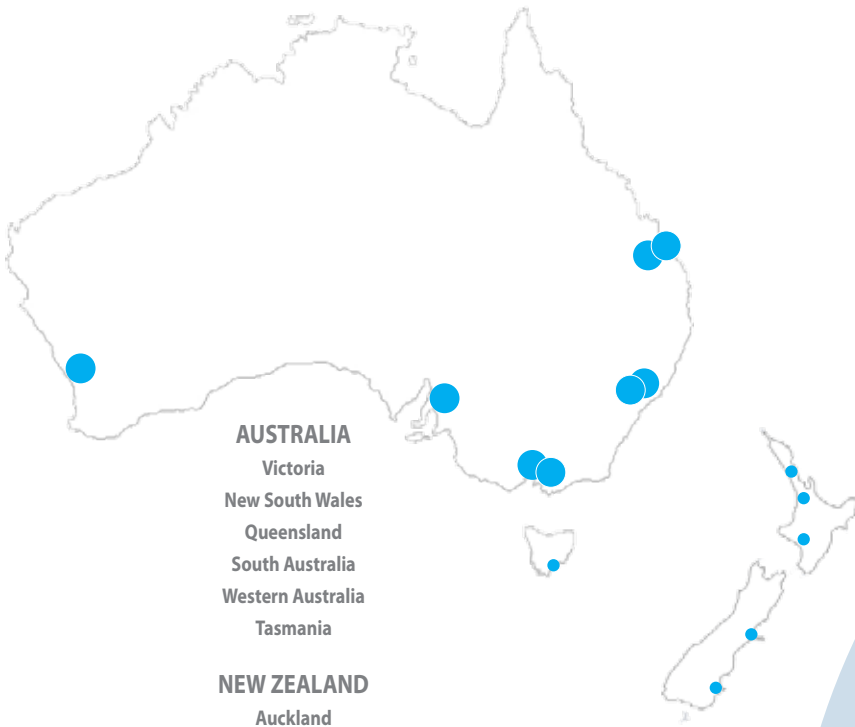 AUSTRALIA
Victoria
New South Wales
Queensland
South Australia
Western Australia
Tasmania
NEW ZEALAND
Auckland